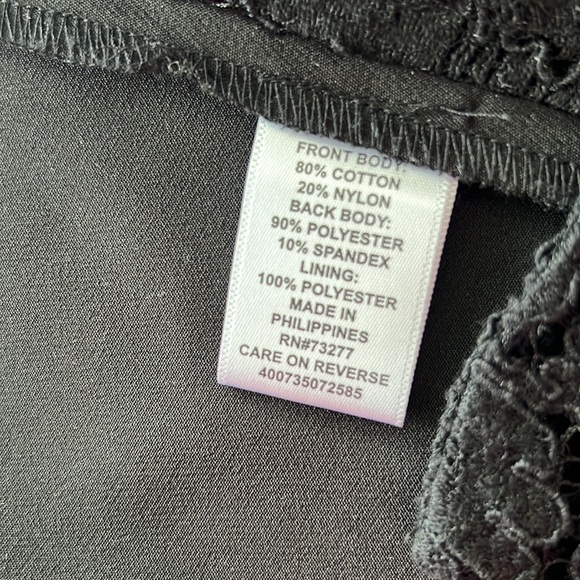 FRONT BODY:
80% COTTON
20% NYLON
BACK BODY:
90% POLYESTER
10% SPANDEX
LINING:
100% POLYESTER
MADE IN
PHILIPPINES
RN#73277
CARE ON REVERSE
400735072585